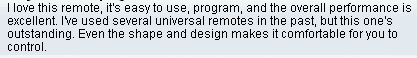 I love this remote, it's easy to use, program, and the overall performance is
excellent. I've used several universal remotes in the past, but this one's
outstanding. Even the shape and design makes it comfortable for you to
control.